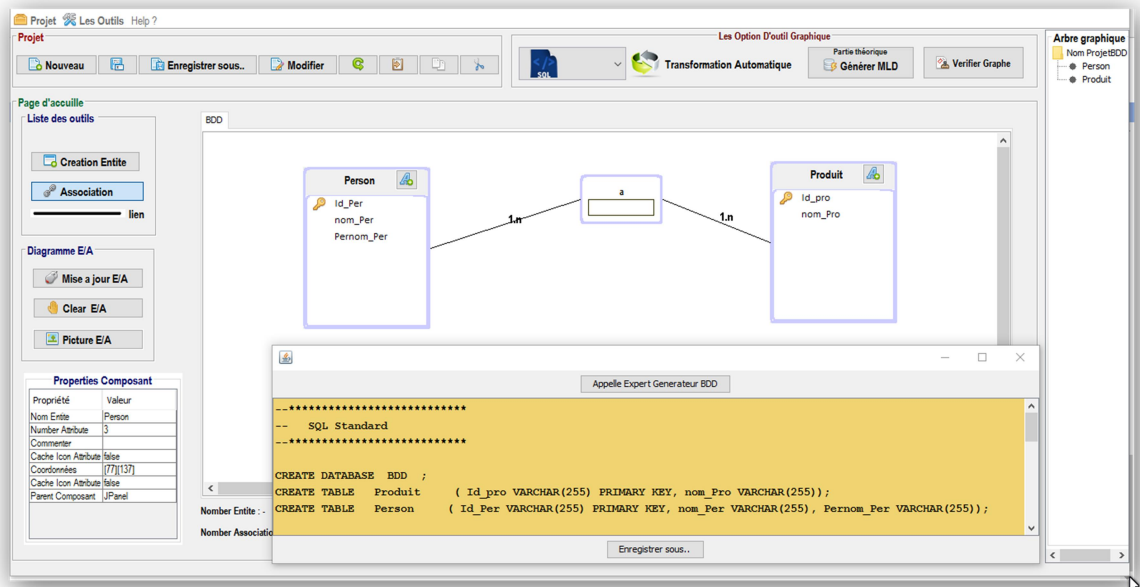 Projet Les Outils Help ?
Projet
Nouveau
Enregistrer sous..
Modifier
Les Option D'outil Graphique
SQL
Transformation Automatique
Partie théorique
Générer MLD
Verifier Graphe
Arbre graphique
Nom ProjetBDD
Person
Produit
Page d'accuille
Liste des outils
Creation Entite
Association
lien
Diagramme E/A
Mise a jour E/A
Clear E/A
Picture E/A
Properties Composant
Propriété Valeur
Nom Entite Person
Number Attribute 3
Commenter
Cache Icon Attribute false
Coordonnées [77][137]
Cache Icon Attribute false
Parent Composant JPanel
BDD
Person
Id_Per
nom_Per
Pernom_Per
1.n
a
1.n
Produit
Id_pro
nom_Pro
Nomber Entite : -
Nomber Associatio
Appelle Expert Generateur BDD
--***************************
-- SQL Standard
--***************************
CREATE DATABASE BDD ;
CREATE TABLE Produit ( Id_pro VARCHAR(255) PRIMARY KEY, nom_Pro VARCHAR(255));
CREATE TABLE Person ( Id_Per VARCHAR(255) PRIMARY KEY, nom_Per VARCHAR(255), Pernom_Per VARCHAR(255));
Enregistrer sous..